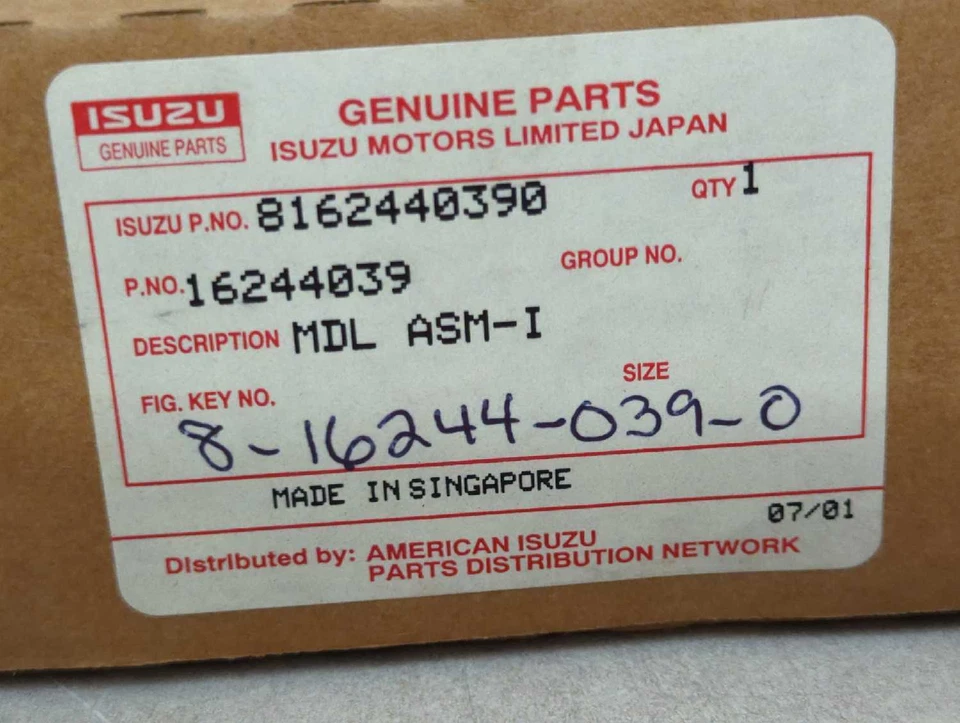 ISUZU
GENUINE PARTS
GENUINE PARTS
ISUZU MOTORS LIMITED JAPAN
ISUZU P.NO. 8162440390 QTY 1
P.NO. 16244039 GROUP NO.
DESCRIPTION MDL ASM-I
FIG. KEY NO. SIZE
8-16244-039-0
MADE IN SINGAPORE
07/01
Distributed by: AMERICAN ISUZU
PARTS DISTRIBUTION NETWORK